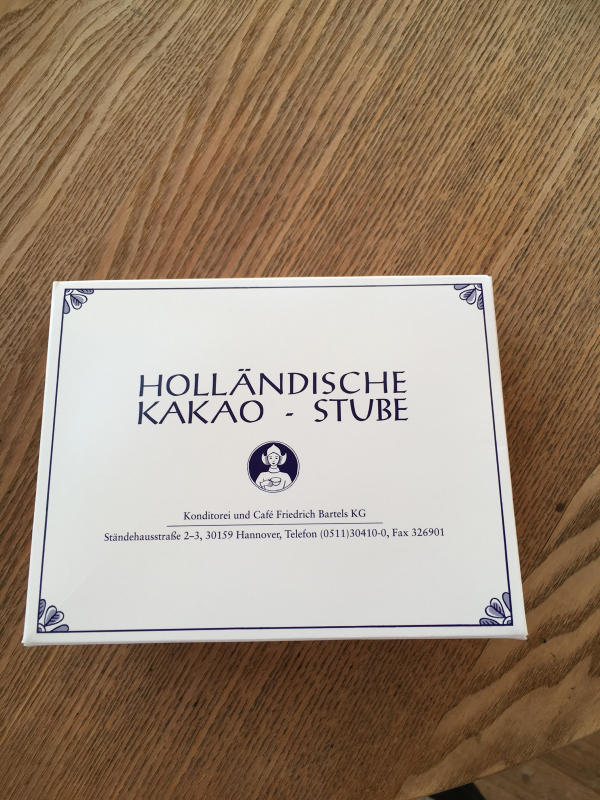 HOLLÄNDISCHE
KAKAO - STUBE
Konditorei und Café Friedrich Bartels KG
Ständehausstraße 2–3, 30159 Hannover, Telefon (0511)30410-0, Fax 326901